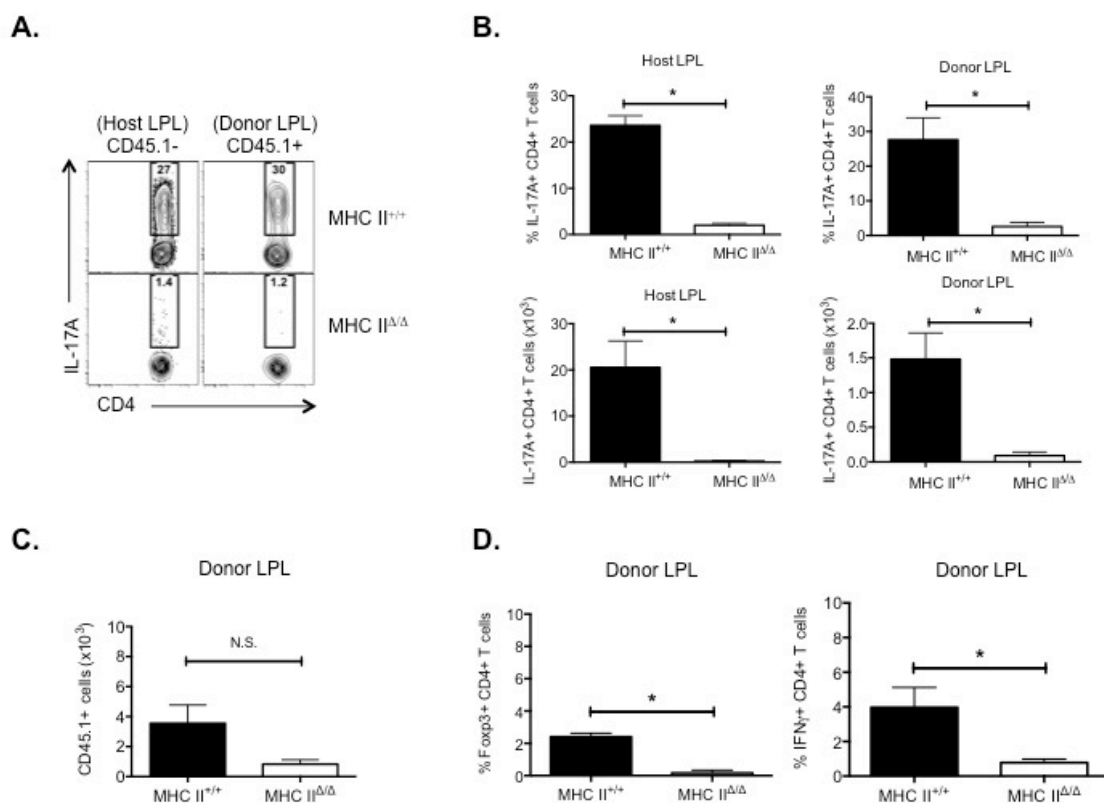 A.
(Host LPL) (Donor LPL)
CD45.1- CD45.1+
27 30
MHC II+/+
1.4 1.2
MHC IIΔ/Δ
IL-17A
CD4
B.
Host LPL
% IL-17A+ CD4+ T cells
30
20
10
0
*
MHC II+/+ MHC IIΔ/Δ
Donor LPL
% IL-17A+ CD4+ T cells
40
30
20
10
0
*
MHC II+/+ MHC IIΔ/Δ
Host LPL
IL-17A+ CD4+ T cells (x10³)
30
20
10
0
*
MHC II+/+ MHC IIΔ/Δ
Donor LPL
IL-17A+ CD4+ T cells (x10³)
2.0
1.5
1.0
0.5
0.0
*
MHC II+/+ MHC IIΔ/Δ
C.
Donor LPL
CD45.1+ cells (x10³)
10
8
6
4
2
0
N.S.
MHC II+/+ MHC IIΔ/Δ
D.
Donor LPL
% Foxp3+ CD4+ T cells
10
8
6
4
2
0
*
MHC II+/+ MHC IIΔ/Δ
Donor LPL
% IFNγ+ CD4+ T cells
10
8
6
4
2
0
*
MHC II+/+ MHC IIΔ/Δ